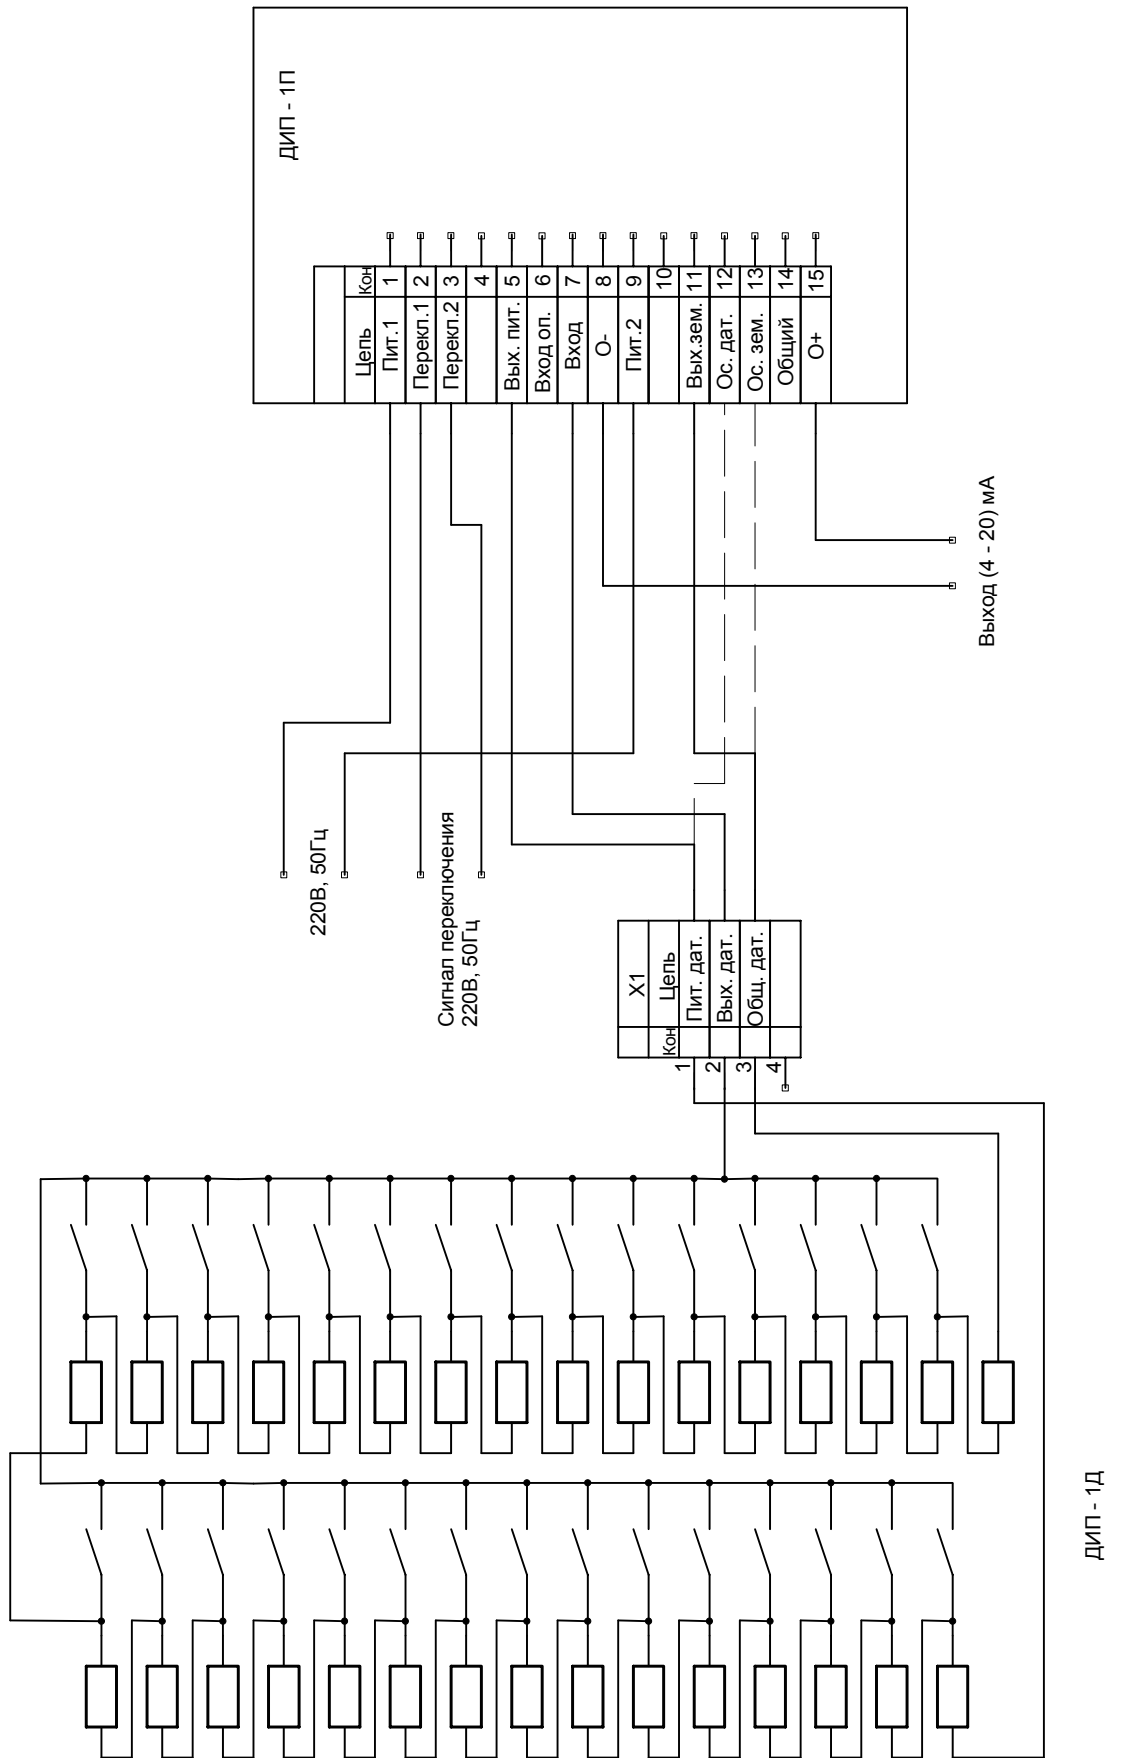 ДИП - 1П
Кон
Цепь
1
Пит.1
2
Перекл.1
3
Перекл.2
4
5
Вых. пит.
6
Вход оп.
7
Вход
8
О-
9
Пит.2
10
11
Вых.зем.
12
Ос. дат.
13
Ос. зем.
14
Общий
15
О+
Выход (4 - 20) мА
220В, 50Гц
Сигнал переключения
220В, 50Гц
Х1
Кон
Цепь
1
Пит. дат.
2
Вых. дат.
3
Общ. дат.
4
ДИП - 1Д